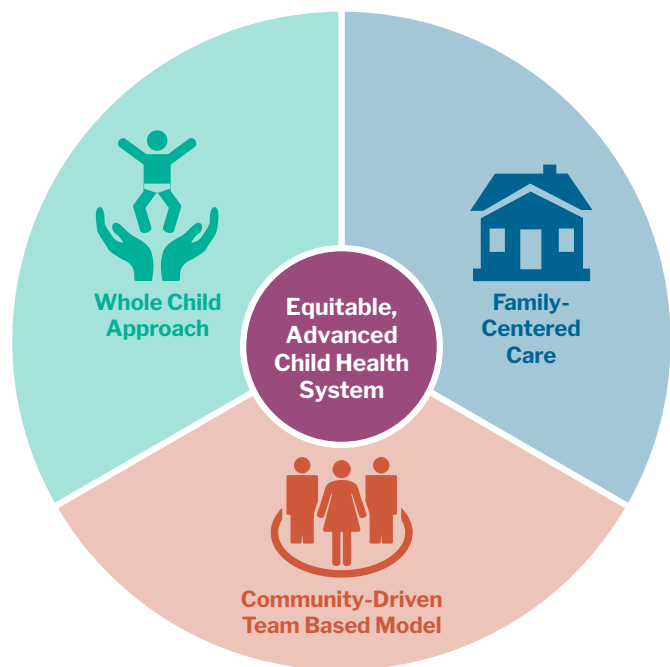 Whole Child
Approach
Equitable,
Advanced
Child Health
System
Family-
Centered
Care
Community-Driven
Team Based Model